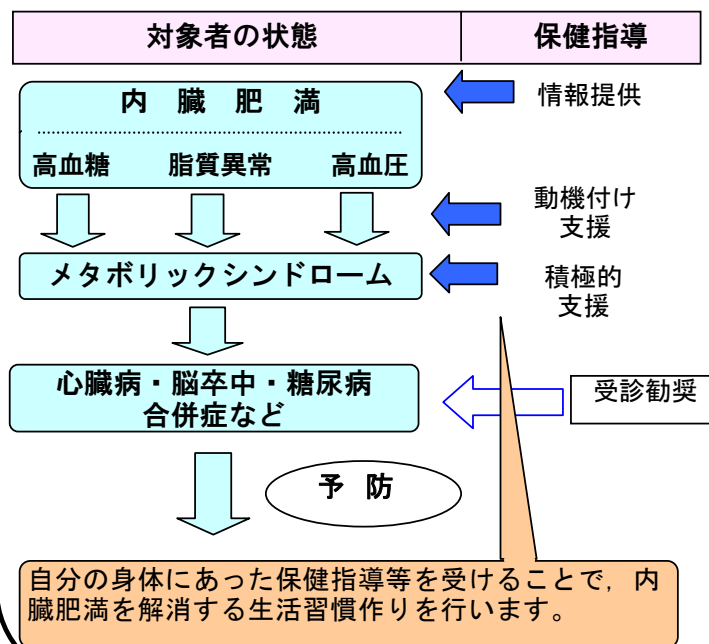 対象者の状態
保健指導
内 臓 肥 満
情報提供
高血糖 脂質異常 高血圧
動機付け
支援
メタボリックシンドローム
積極的
支援
心臓病・脳卒中・糖尿病
合併症など
受診勧奨
予 防
自分の身体にあった保健指導等を受けることで，内
臓肥満を解消する生活習慣作りを行います。